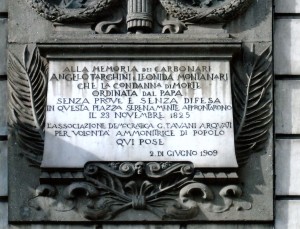 ALLA MEMORIA DEI CARBONARI
ANGELO TARGHINI E LEONIDA MONTANARI
CHE LA CONDANNA DI MORTE
ORDINATA DAL PAPA
SENZA PROVE E SENZA DIFESA
IN QUESTA PIAZZA SERENAMENTE AFFRONTARONO
IL 23 NOVEMBRE 1825
L'ASSOCIAZIONE DEMOCRATICA G. TAVANI ARQUATI
PER VOLONTÀ AMMONITRICE DI POPOLO
QUI POSE
2 DI GIUGNO 1909